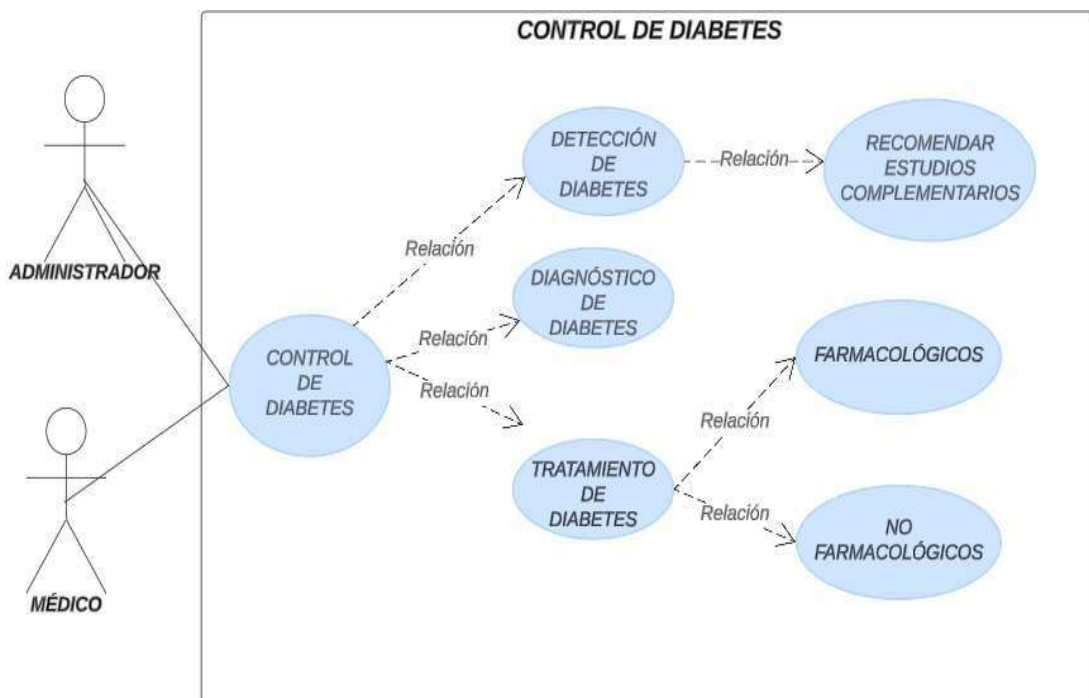 CONTROL DE DIABETES
ADMINISTRADOR
MÉDICO
CONTROL
DE
DIABETES
Relación
Relación
Relación
DETECCIÓN
DE
DIABETES
Relación
RECOMENDAR
ESTUDIOS
COMPLEMENTARIOS
DIAGNÓSTICO
DE
DIABETES
TRATAMIENTO
DE
DIABETES
Relación
Relación
FARMACOLÓGICOS
NO
FARMACOLÓGICOS